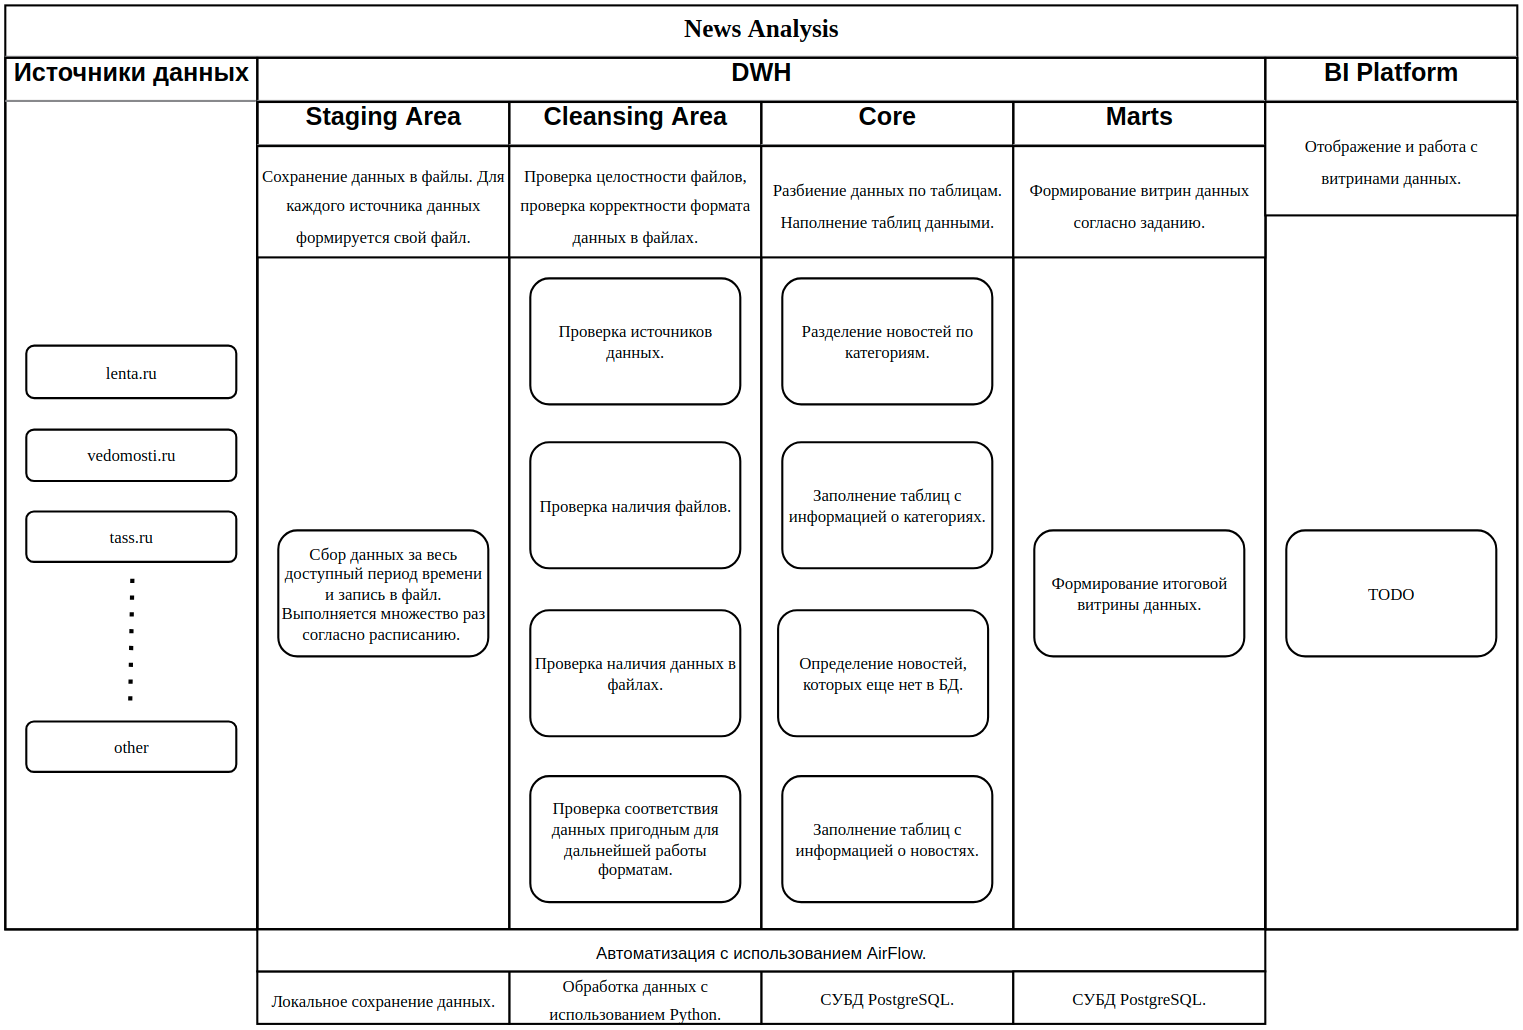 News Analysis
Источники данных
DWH
BI Platform
Staging Area
Cleansing Area
Core
Marts
Отображение и работа с
витринами данных.
Сохранение данных в файлы. Для
каждого источника данных
формируется свой файл.
Проверка целостности файлов,
проверка корректности формата
данных в файлах.
Разбиение данных по таблицам.
Наполнение таблиц данными.
Формирование витрин данных
согласно заданию.
lenta.ru
vedomosti.ru
tass.ru
other
Сбор данных за весь
доступный период времени
и запись в файл.
Выполняется множество раз
согласно расписанию.
Проверка источников
данных.
Проверка наличия файлов.
Проверка наличия данных в
файлах.
Проверка соответствия
данных пригодным для
дальнейшей работы
форматам.
Разделение новостей по
категориям.
Заполнение таблиц с
информацией о категориях.
Определение новостей,
которых еще нет в БД.
Заполнение таблиц с
информацией о новостях.
Формирование итоговой
витрины данных.
TODO
Автоматизация с использованием AirFlow.
Локальное сохранение данных.
Обработка данных с
использованием Python.
СУБД PostgreSQL.
СУБД PostgreSQL.